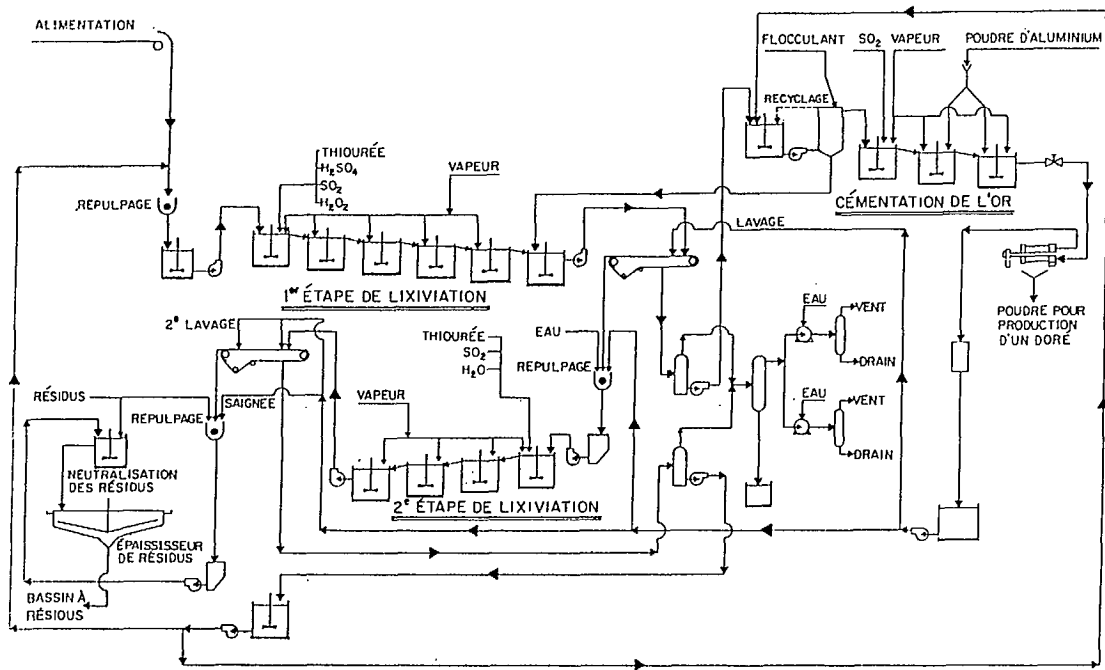 ALIMENTATION
FLOCCULANT
SO₂
VAPEUR
POUDRE D'ALUMINIUM
RECYCLAGE
CÉMENTATION DE L'OR
THIOURÉE
H₂SO₄
SO₂
H₂O₂
VAPEUR
REPULPAGE
1er ÉTAPE DE LIXIVIATION
LAVAGE
POUDRE POUR
PRODUCTION
D'UN DORÉ
2e LAVAGE
THIOURÉE
SO₂
H₂O
EAU
REPULPAGE
EAU
VENT
DRAIN
EAU
VENT
DRAIN
RÉSIDUS
REPULPAGE
SAIGNÉE
VAPEUR
NEUTRALISATION
DES RÉSIDUS
2e ÉTAPE DE LIXIVIATION
ÉPAISSISSEUR
DE RÉSIDUS
BASSIN À
RÉSIDUS